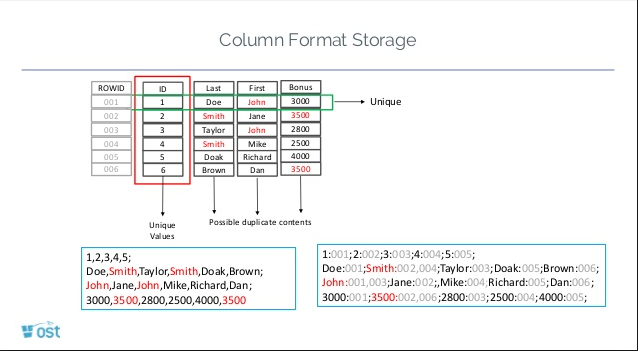 Column Format Storage
ROWID ID Last First Bonus
001 1 Doe John 3000
002 2 Smith Jane 3500
003 3 Taylor John 2800
004 4 Smith Mike 2500
005 5 Doak Richard 4000
006 6 Brown Dan 3500
Unique
Unique
Values
Possible duplicate contents
1,2,3,4,5;
Doe,Smith,Taylor,Smith,Doak,Brown;
John,Jane,John,Mike,Richard,Dan;
3000,3500,2800,2500,4000,3500
1:001;2:002;3:003;4:004;5:005;
Doe:001;Smith:002,004;Taylor:003;Doak:005;Brown:006;
John:001,003;Jane:002;,Mike:004;Richard:005;Dan:006;
3000:001;3500:002,006;2800:003;2500:004;4000:005;
ost